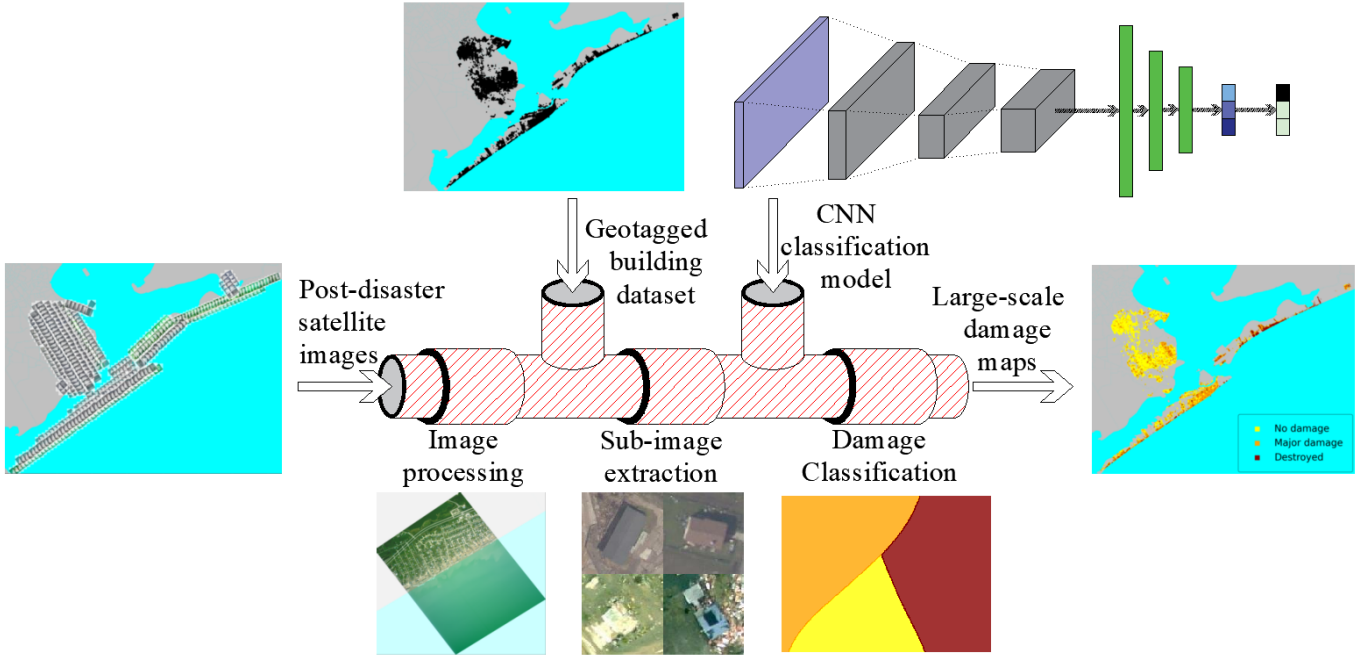 Geotagged
building
dataset
CNN
classification
model
Post-disaster
satellite
images
Large-scale
damage
maps
Image
processing
Sub-image
extraction
Damage
Classification
No damage
Major damage
Destroyed